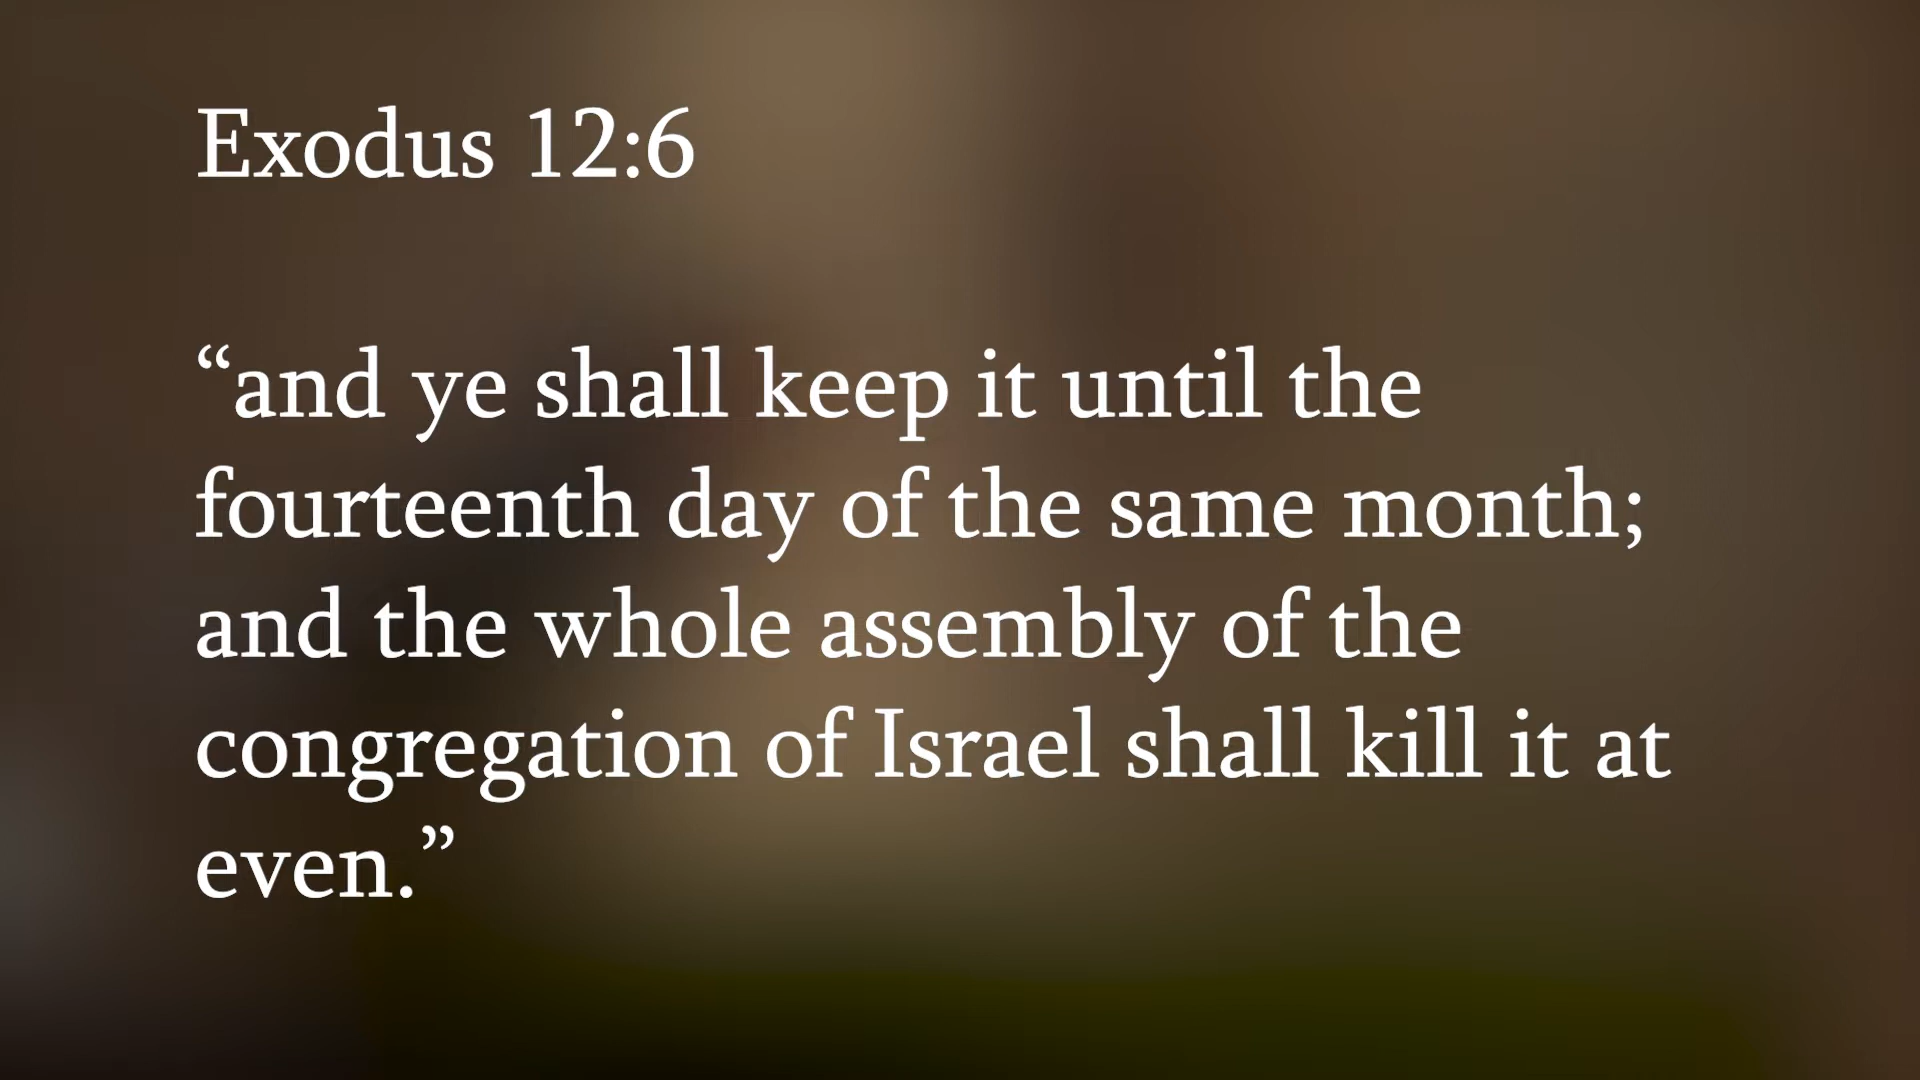 Exodus 12:6
“and ye shall keep it until the
fourteenth day of the same month;
and the whole assembly of the
congregation of Israel shall kill it at
even.”